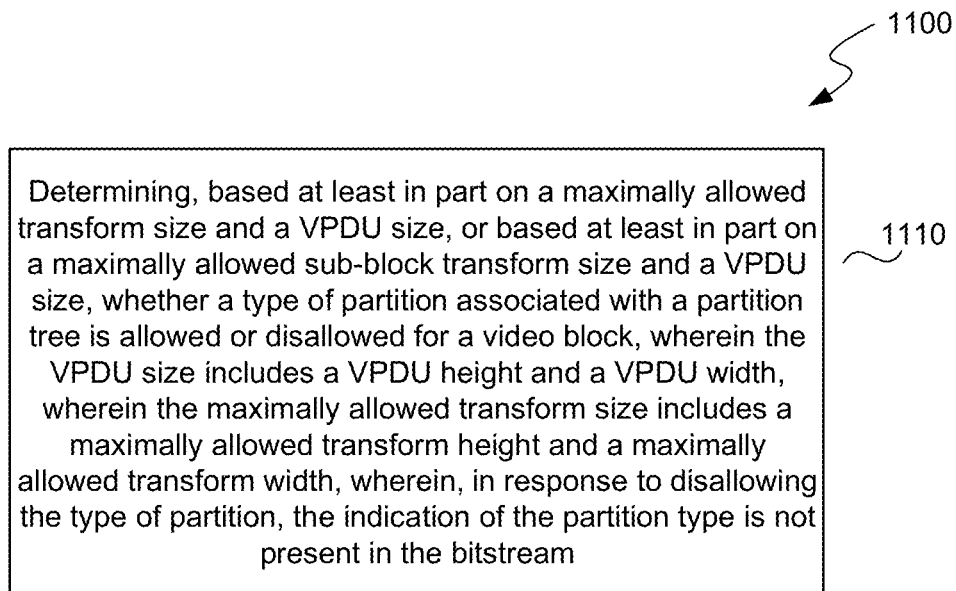 1100
Determining, based at least in part on a maximally allowed
transform size and a VPDU size, or based at least in part on
a maximally allowed sub-block transform size and a VPDU
size, whether a type of partition associated with a partition
tree is allowed or disallowed for a video block, wherein the
VPDU size includes a VPDU height and a VPDU width,
wherein the maximally allowed transform size includes a
maximally allowed transform height and a maximally
allowed transform width, wherein, in response to disallowing
the type of partition, the indication of the partition type is not
present in the bitstream
1110